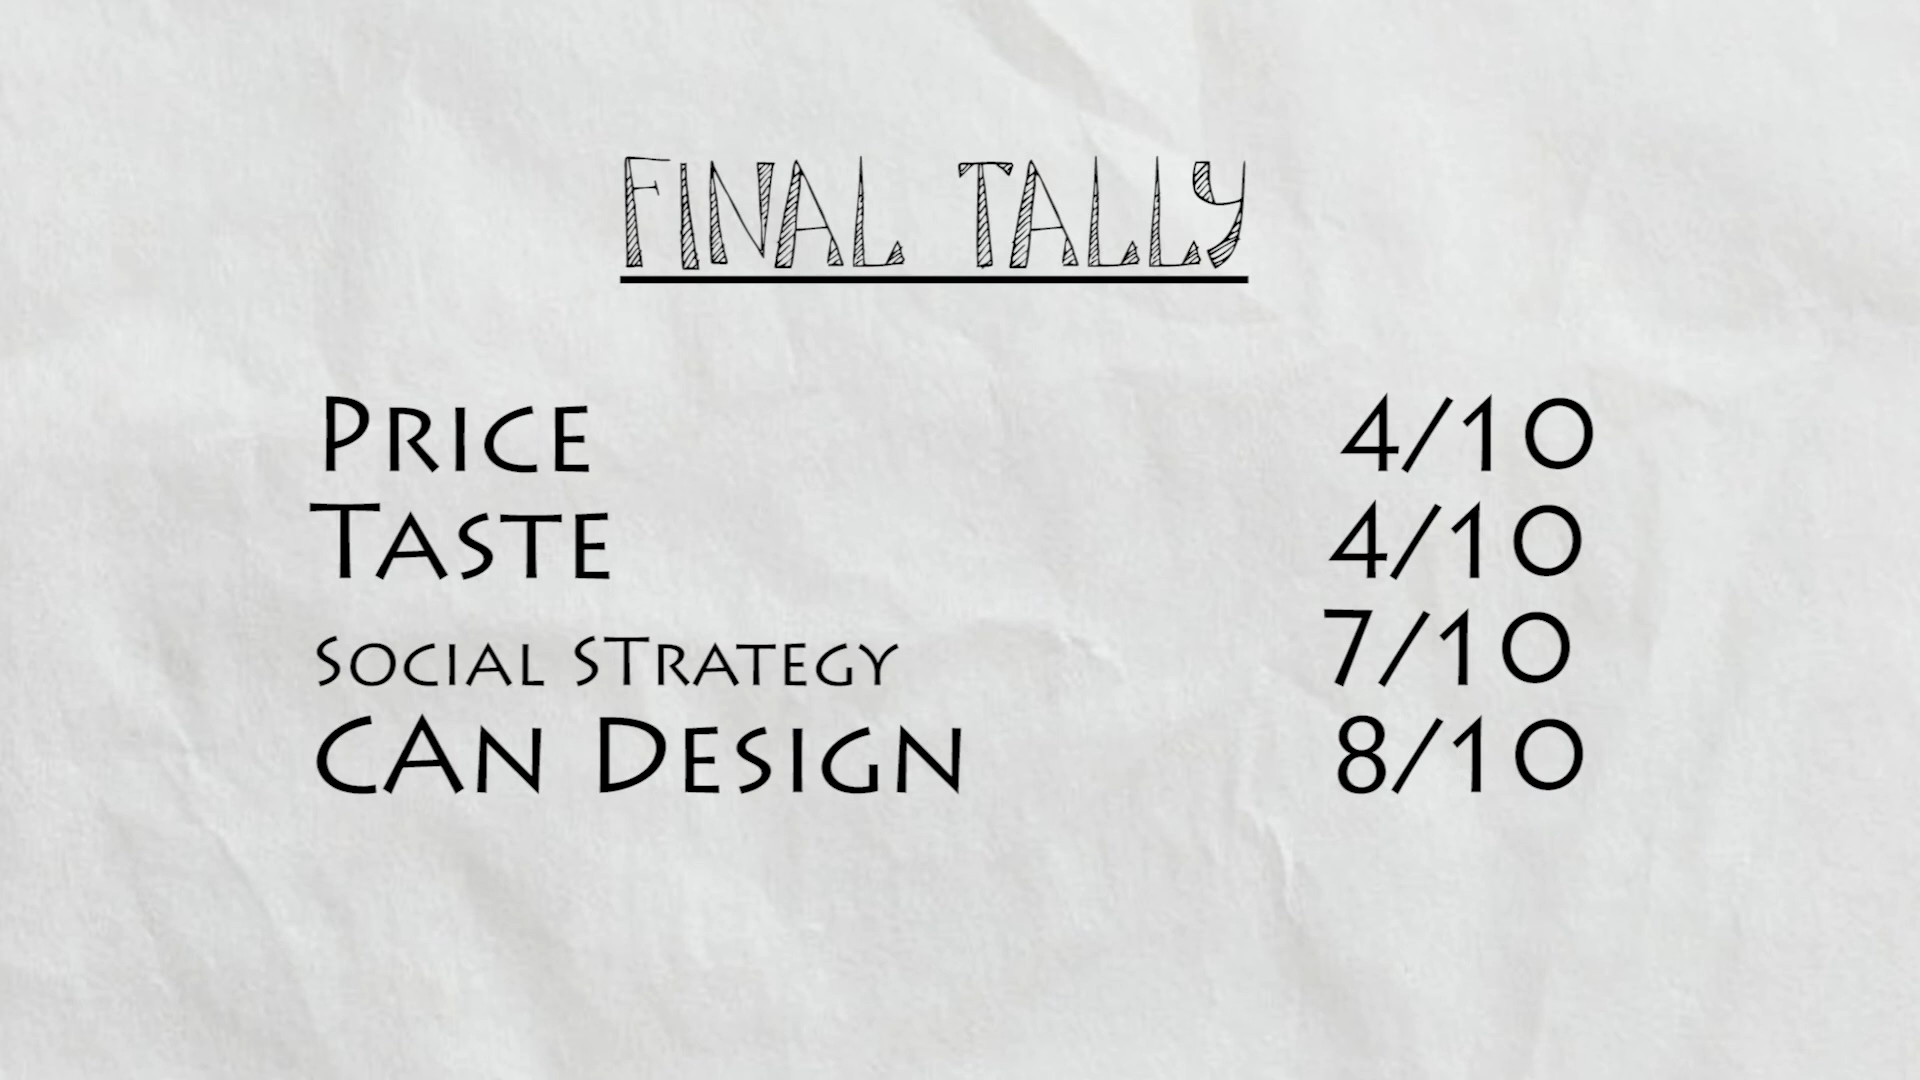 FINAL TALLY
PRICE 4/10
TASTE 4/10
SOCIAL STRATEGY 7/10
CAN DESIGN 8/10